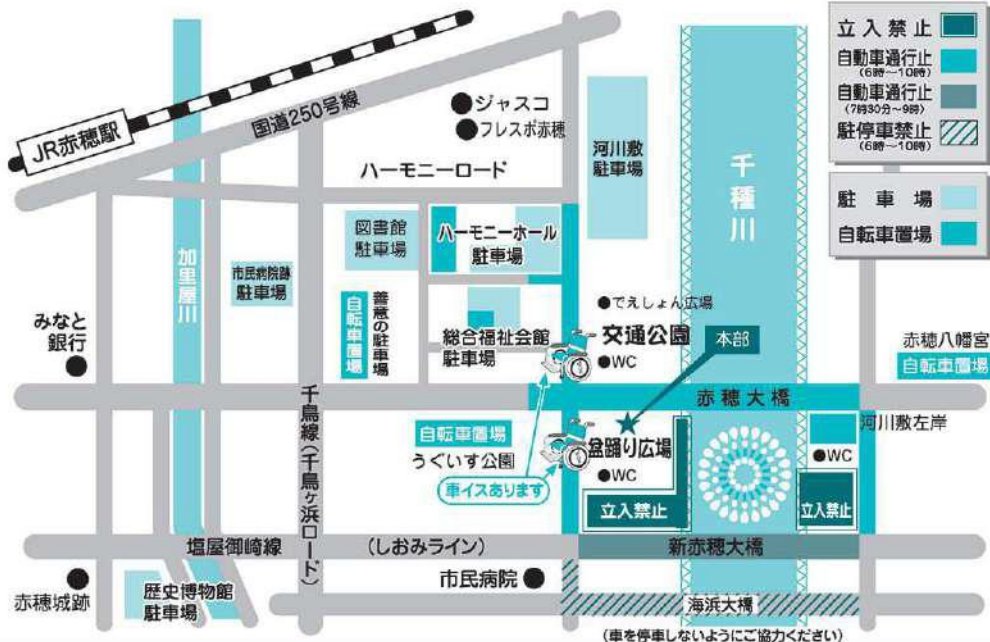 立入禁止
自動車通行止
(6時〜10時)
自動車通行止
(7時30分〜9時)
駐停車禁止
(6時〜10時)
駐車場
自転車置場
JR赤穂駅
国道250号線
●ジャスコ
●フレスポ赤穂
ハーモニーロード
河川敷
駐車場
千種川
加里屋川
図書館
駐車場
ハーモニーホール
駐車場
市民病院跡
駐車場
みなと
銀行
自転車置場
善意の駐車場
総合福祉会館
駐車場
●でえしょん広場
交通公園
●WC
本部
赤穂八幡宮
自転車置場
赤穂大橋
千鳥線(千鳥ヶ浜ロード)
自転車置場
うぐいす公園
車イスあります
盆踊り広場
●WC
立入禁止
河川敷左岸
●WC
立入禁止
塩屋御崎線
(しおみライン)
新赤穂大橋
赤穂城跡
歴史博物館
駐車場
市民病院
海浜大橋
(車を停車しないようにご協力ください)